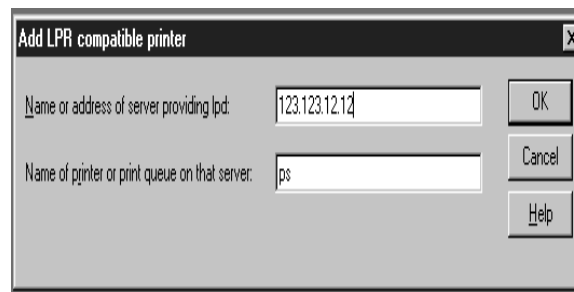 Add LPR compatible printer
Name or address of server providing lpd: 123.123.12.12
OK
Name of printer or print queue on that server: ps
Cancel
Help